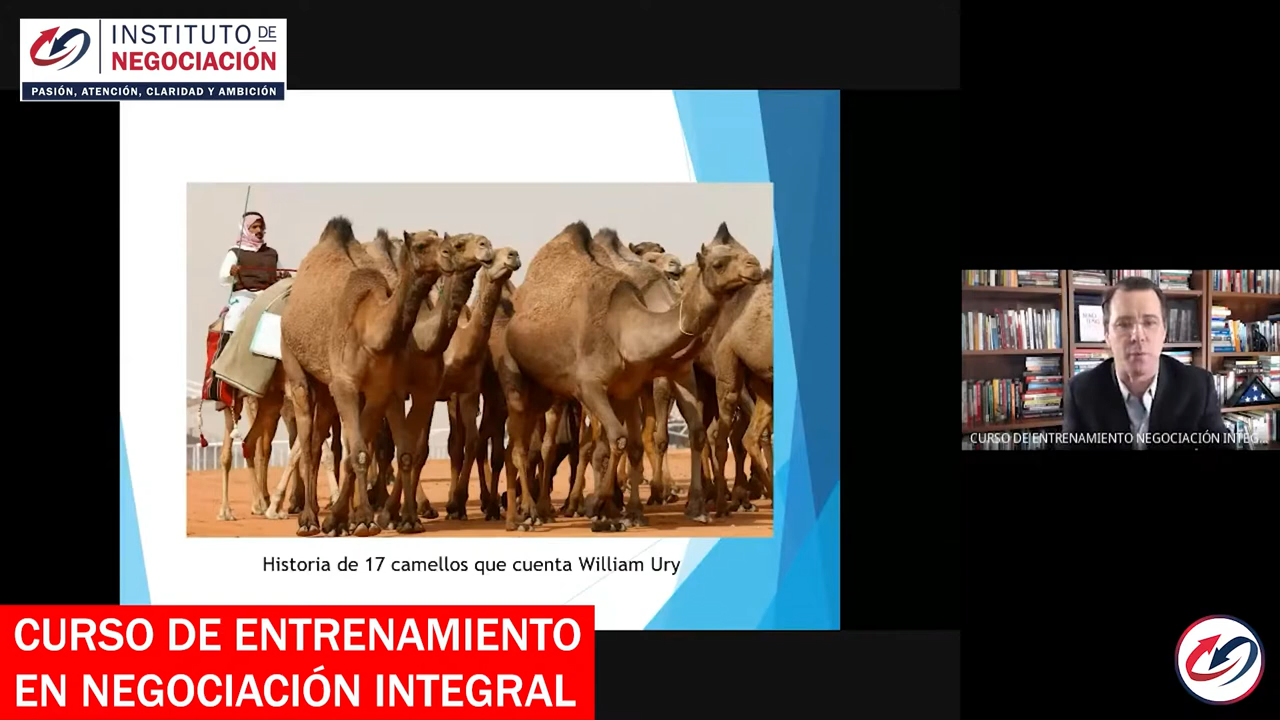 INSTITUTO DE
NEGOCIACIÓN
PASIÓN, ATENCIÓN, CLARIDAD Y AMBICIÓN
Historia de 17 camellos que cuenta William Ury
CURSO DE ENTRENAMIENTO NEGOCIACIÓN INTEG...
CURSO DE ENTRENAMIENTO
EN NEGOCIACIÓN INTEGRAL